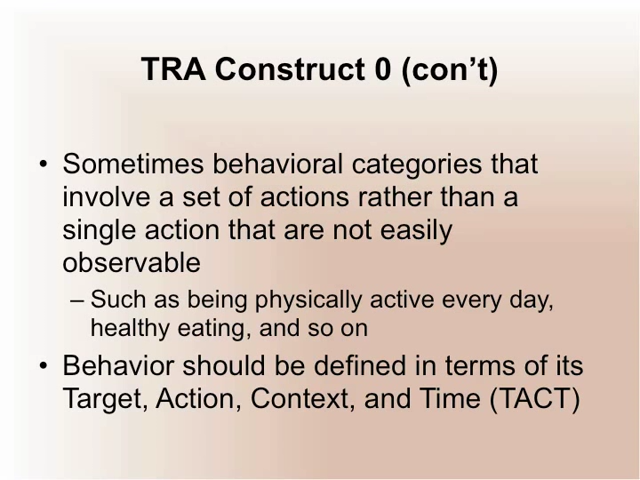 TRA Construct 0 (con’t)
• Sometimes behavioral categories that
involve a set of actions rather than a
single action that are not easily
observable
– Such as being physically active every day,
healthy eating, and so on
• Behavior should be defined in terms of its
Target, Action, Context, and Time (TACT)